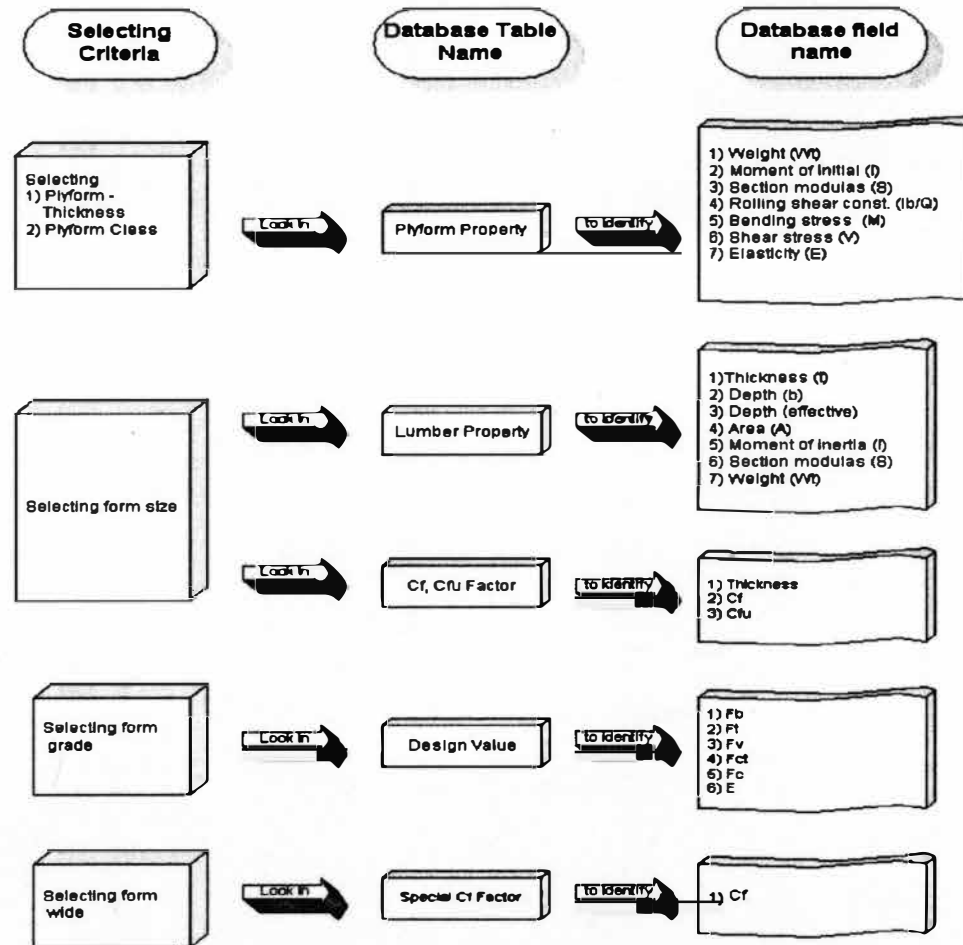 Selecting
Criteria
Database Table
Name
Database field
name
Selecting
1) Plyform -
Thickness
2) Plyform Class
Look In
Plyform Property
to Identify
1) Weight (Wt)
2) Moment of Initial (I)
3) Section modulas (S)
4) Rolling shear const. (Ib/Q)
5) Bending stress (M)
6) Shear stress (V)
7) Elasticity (E)
Selecting form size
Look In
Lumber Property
to Identify
1)Thickness (t)
2) Depth (b)
3) Depth (effective)
4) Area (A)
5) Moment of inertia (I)
6) Section modulas (S)
7) Weight (Wt)
Look In
Cf, Cfu Factor
to Identify
1) Thickness
2) Cf
3) Cfu
Selecting form
grade
Look In
Design Value
to Identify
1) Fb
2) Ft
3) Fv
4) Fct
5) Fc
6) E
Selecting form
wide
Look In
Special Cf Factor
to Identify
1) Cf